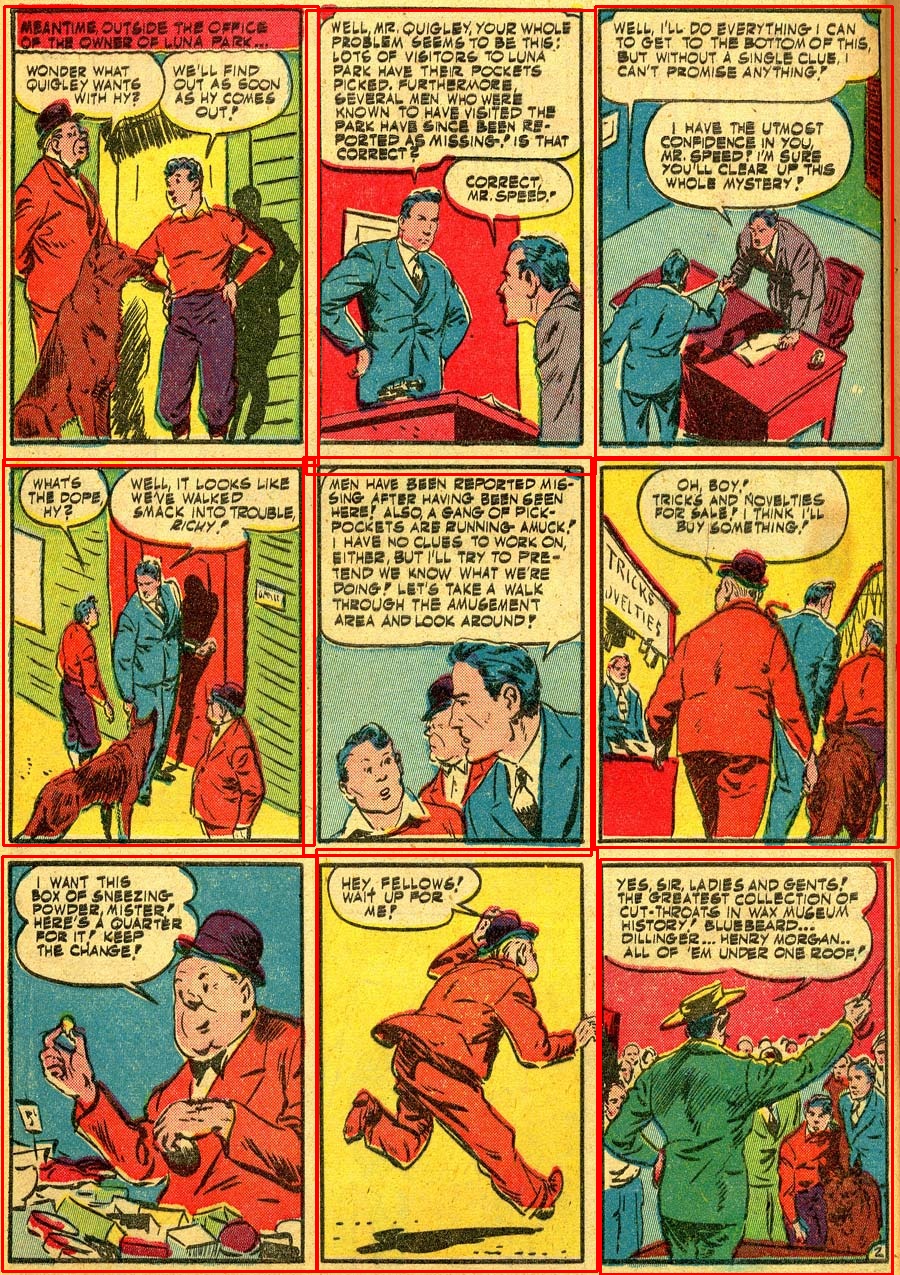 MEANTIME, OUTSIDE THE OFFICE
OF THE OWNER OF LUNA PARK...
WONDER WHAT
QUIGLEY WANTS
WITH HY?
WE'LL FIND
OUT AS SOON
AS HY COMES
OUT!
WELL, MR. QUIGLEY, YOUR WHOLE
PROBLEM SEEMS TO BE THIS:
LOTS OF VISITORS TO LUNA
PARK HAVE THEIR POCKETS
PICKED. FURTHERMORE,
SEVERAL MEN WHO WERE
KNOWN TO HAVE VISITED THE
PARK HAVE SINCE BEEN RE-
PORTED AS MISSING-! IS THAT
CORRECT?
CORRECT,
MR. SPEED!
WELL, I'LL DO EVERYTHING I CAN
TO GET TO THE BOTTOM OF THIS,
BUT WITHOUT A SINGLE CLUE, I
CAN'T PROMISE ANYTHING!
I HAVE THE UTMOST
CONFIDENCE IN YOU,
MR. SPEED! I'M SURE
YOU'LL CLEAR UP THIS
WHOLE MYSTERY!
WHAT'S
THE DOPE,
HY?
WELL, IT LOOKS LIKE
WE'VE WALKED
SMACK INTO TROUBLE,
RICHY!
MEN HAVE BEEN REPORTED MIS-
SING AFTER HAVING BEEN SEEN
HERE! ALSO, A GANG OF PICK-
POCKETS ARE RUNNING AMUCK!
I HAVE NO CLUES TO WORK ON,
EITHER, BUT I'LL TRY TO PRE-
TEND WE KNOW WHAT WE'RE
DOING! LET'S TAKE A WALK
THROUGH THE AMUSEMENT
AREA AND LOOK AROUND!
OH, BOY!
TRICKS AND NOVELTIES
FOR SALE! I THINK I'LL
BUY SOMETHING!
TRICKS
NOVELTIES
I WANT THIS
BOX OF SNEEZING
POWDER, MISTER!
HERE'S A QUARTER
FOR IT! KEEP
THE CHANGE!
HEY, FELLOWS!
WAIT UP FOR
ME!
YES, SIR, LADIES AND GENTS!
THE GREATEST COLLECTION OF
CUT-THROATS IN WAX MUSEUM
HISTORY! BLUEBEARD...
DILLINGER... HENRY MORGAN..
ALL OF 'EM UNDER ONE ROOF!
2